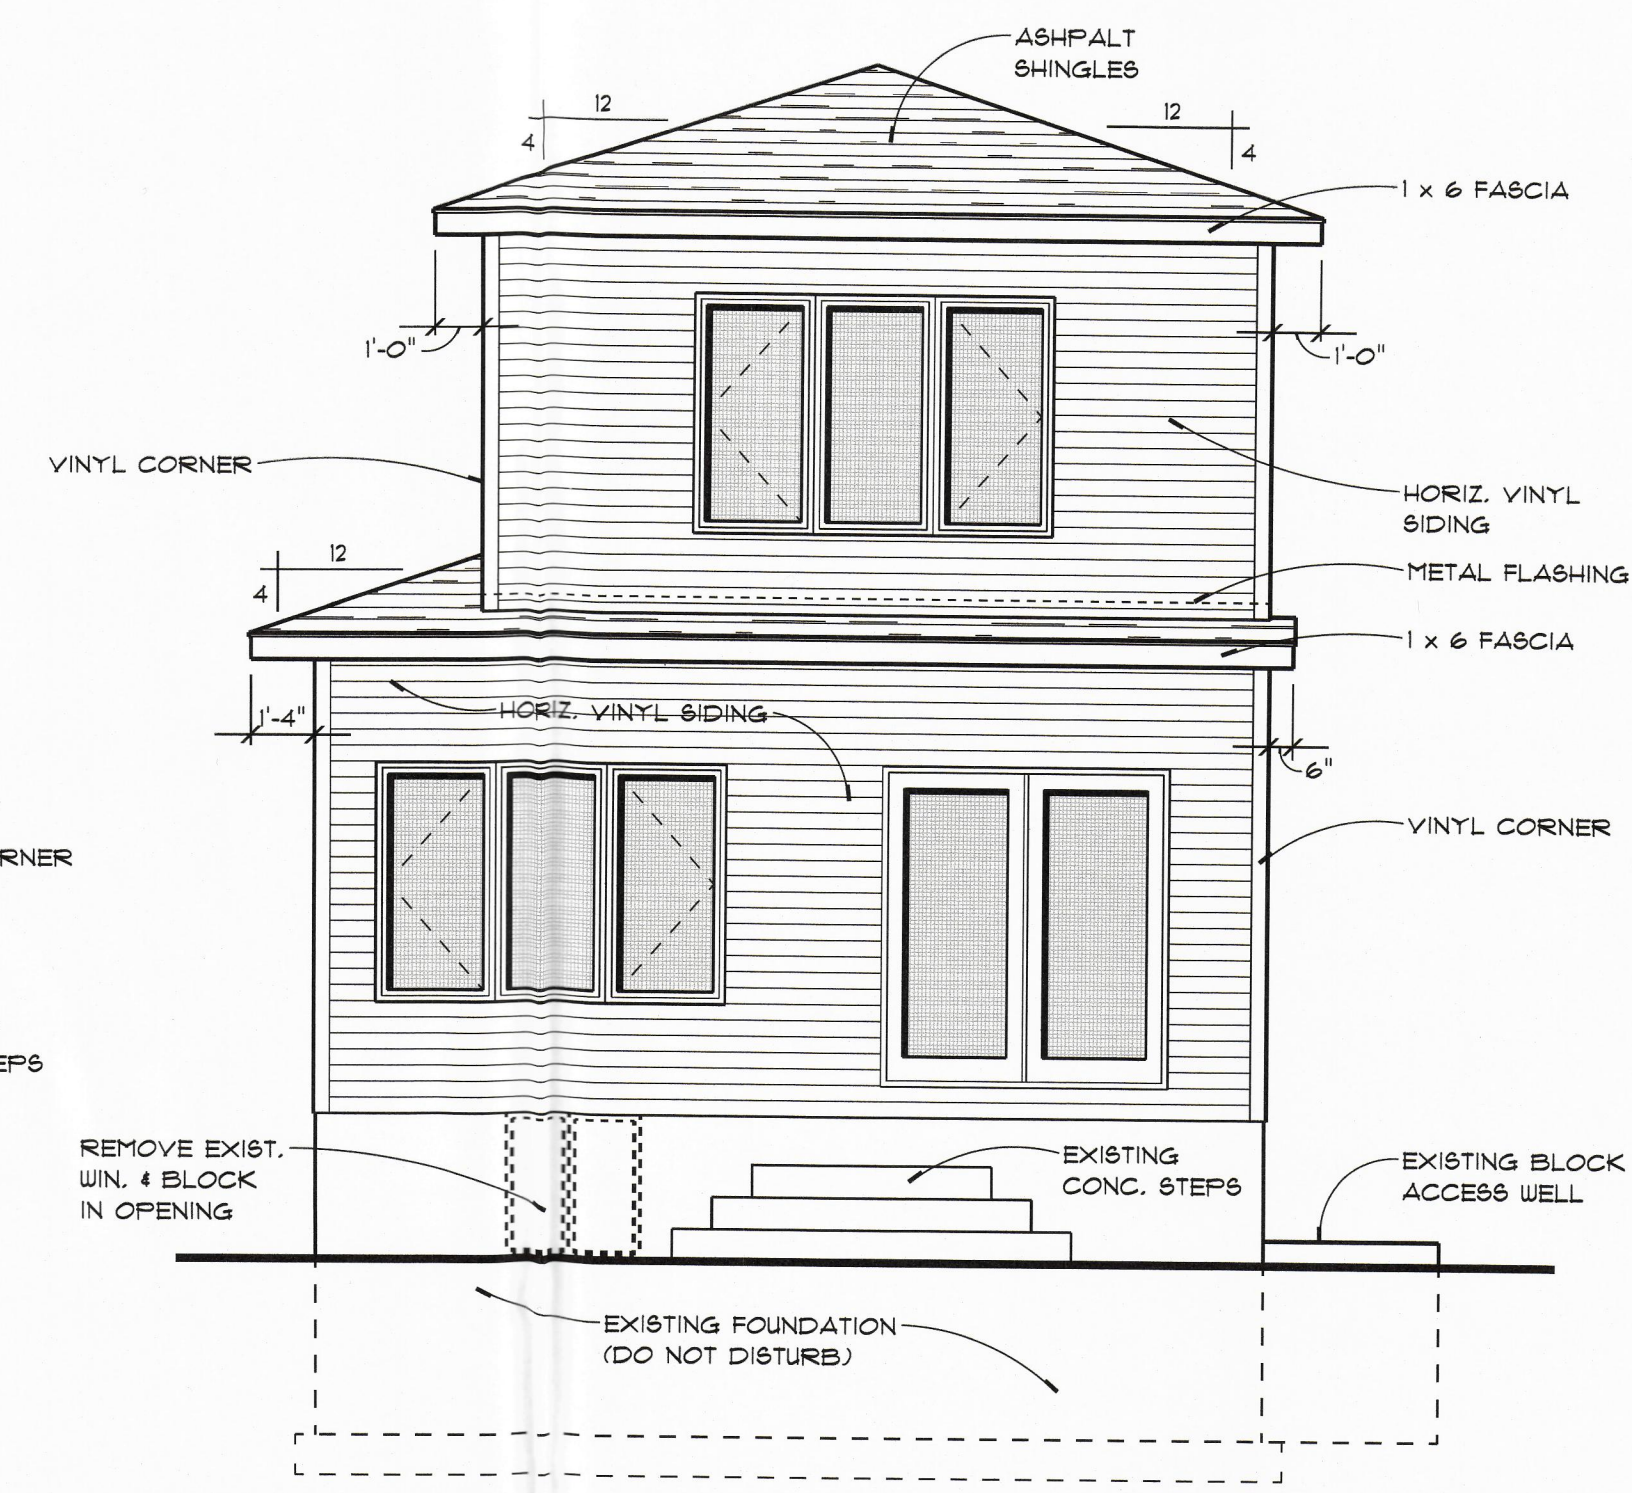 ASHPALT
SHINGLES
12
4
12
4
1 x 6 FASCIA
1'-0"
1'-0"
VINYL CORNER
HORIZ. VINYL
SIDING
12
4
METAL FLASHING
1 x 6 FASCIA
1'-4"
HORIZ. VINYL SIDING
6"
VINYL CORNER
RNER
EPS
REMOVE EXIST.
WIN. & BLOCK
IN OPENING
EXISTING
CONC. STEPS
EXISTING BLOCK
ACCESS WELL
EXISTING FOUNDATION
(DO NOT DISTURB)